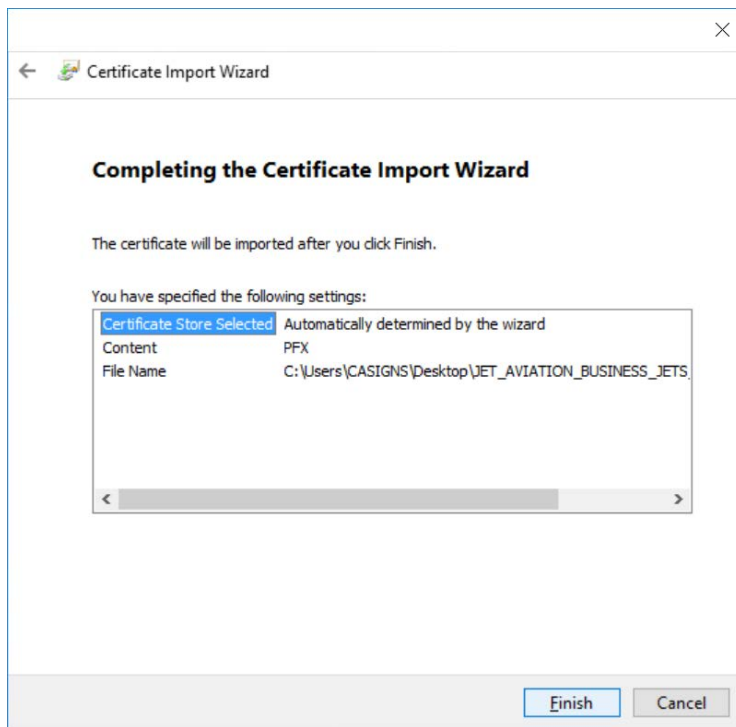 Certificate Import Wizard
Completing the Certificate Import Wizard
The certificate will be imported after you click Finish.
You have specified the following settings:
Certificate Store Selected Automatically determined by the wizard
Content PFX
File Name C:\Users\CASIGNS\Desktop\JET_AVIATION_BUSINESS_JETS_
Finish Cancel